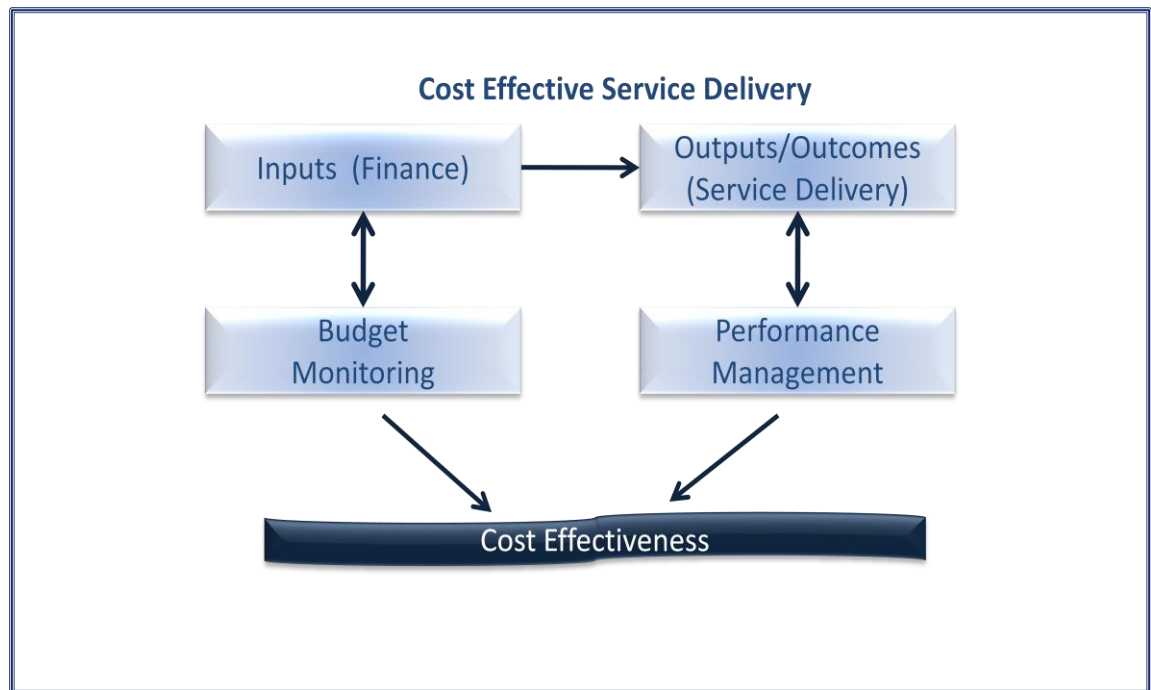 Cost Effective Service Delivery
Inputs (Finance)
Outputs/Outcomes
(Service Delivery)
Budget
Monitoring
Performance
Management
Cost Effectiveness